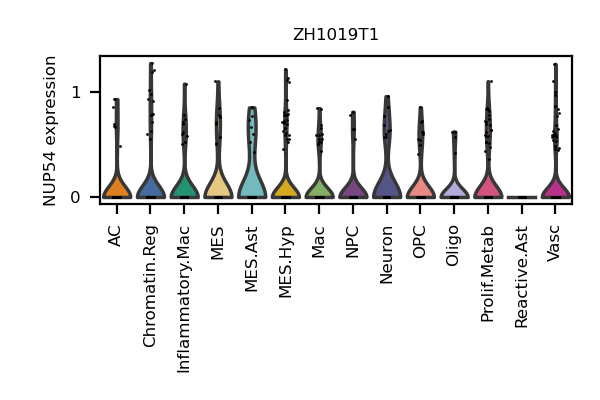 ZH1019T1
NUP54 expression
1
0
AC
Chromatin.Reg
Inflammatory.Mac
MES
MES.Ast
MES.Hyp
Mac
NPC
Neuron
OPC
Oligo
Prolif.Metab
Reactive.Ast
Vasc